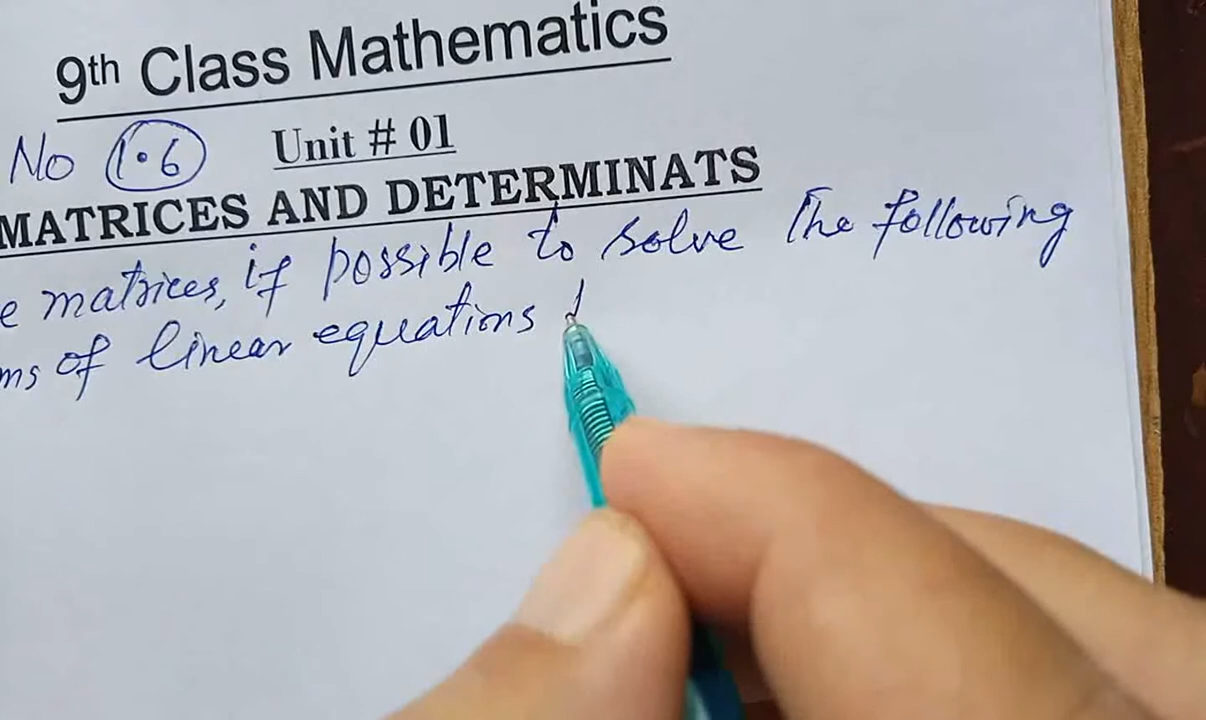 9th Class Mathematics
No 1.6 Unit # 01
MATRICES AND DETERMINATS
e matrices, if possible to solve the following
ms of linear equations